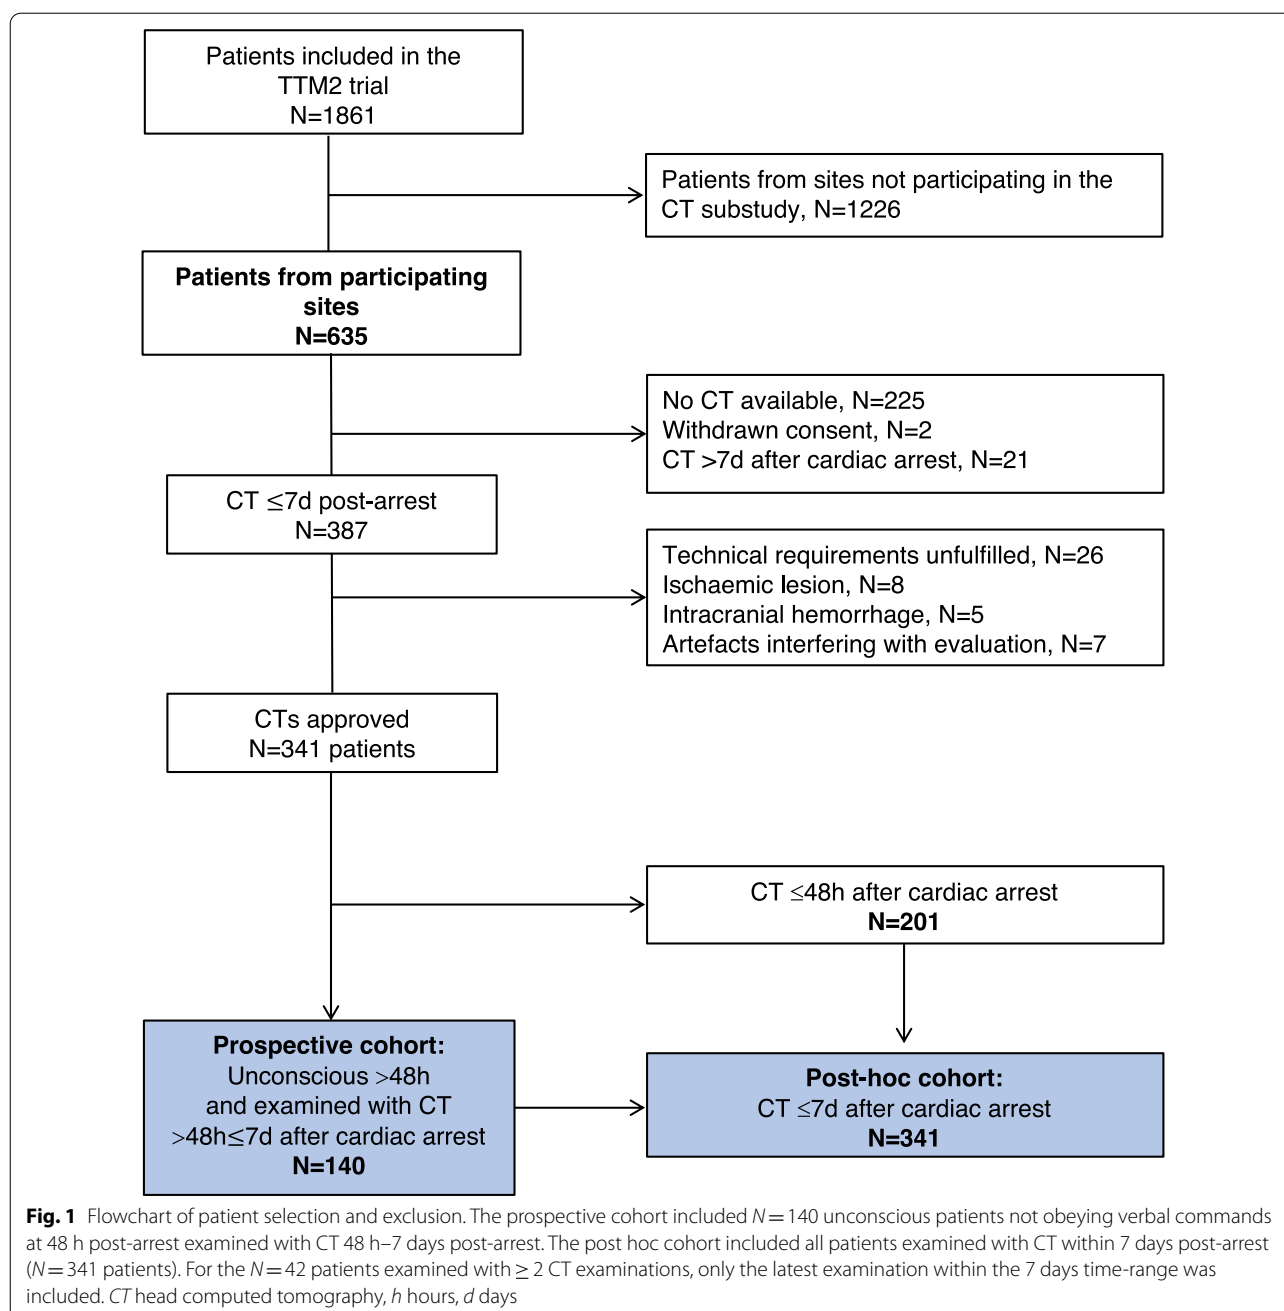 Patients included in the
TTM2 trial
N=1861
Patients from sites not participating in the
CT substudy, N=1226
Patients from participating
sites
N=635
No CT available, N=225
Withdrawn consent, N=2
CT >7d after cardiac arrest, N=21
CT ≤7d post-arrest
N=387
Technical requirements unfulfilled, N=26
Ischaemic lesion, N=8
Intracranial hemorrhage, N=5
Artefacts interfering with evaluation, N=7
CTs approved
N=341 patients
CT ≤48h after cardiac arrest
N=201
Prospective cohort:
Unconscious >48h
and examined with CT
>48h≤7d after cardiac arrest
N=140
Post-hoc cohort:
CT ≤7d after cardiac arrest
N=341
Fig. 1 Flowchart of patient selection and exclusion. The prospective cohort included N = 140 unconscious patients not obeying verbal commands
at 48 h post-arrest examined with CT 48 h–7 days post-arrest. The post hoc cohort included all patients examined with CT within 7 days post-arrest
(N = 341 patients). For the N = 42 patients examined with ≥ 2 CT examinations, only the latest examination within the 7 days time-range was
included. CT head computed tomography, h hours, d days